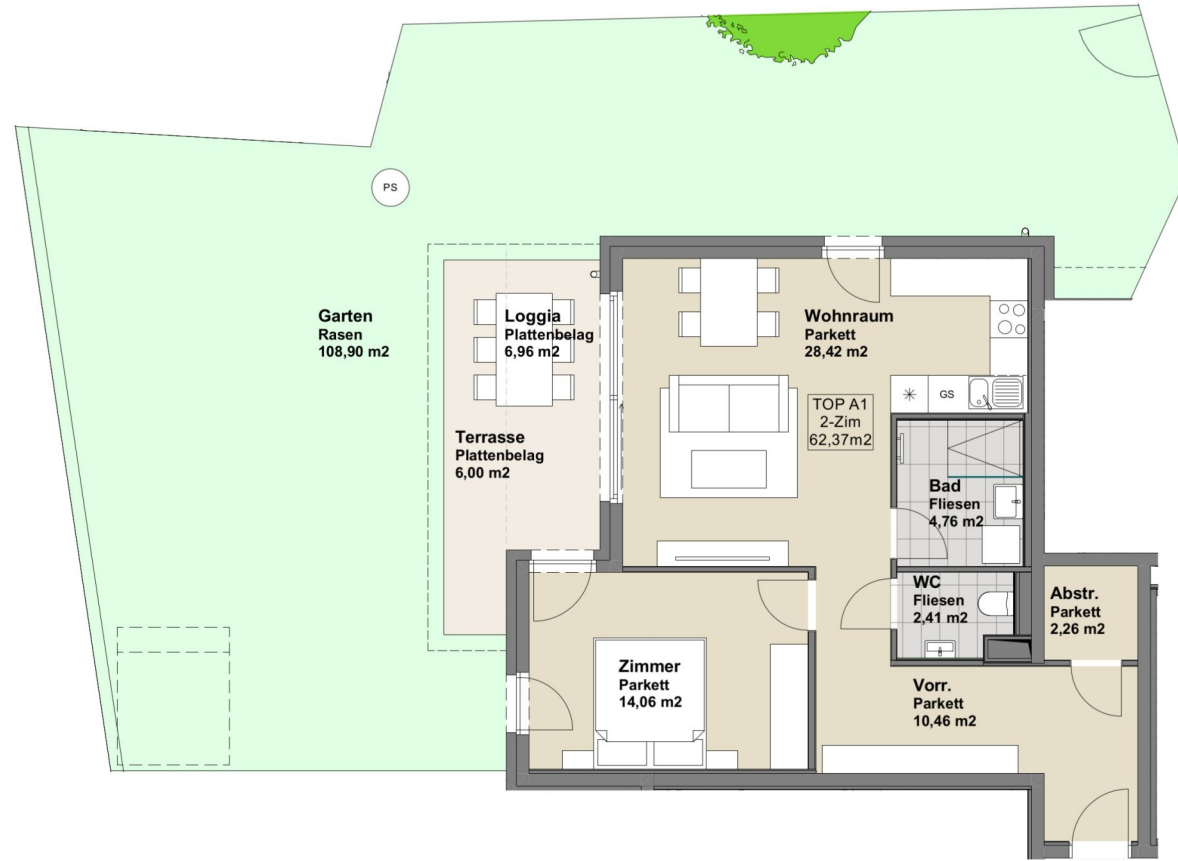 PS
Garten
Rasen
108,90 m2
Loggia
Plattenbelag
6,96 m2
Wohnraum
Parkett
28,42 m2
GS
TOP A1
2-Zim
62,37m2
Terrasse
Plattenbelag
6,00 m2
Bad
Fliesen
4,76 m2
WC
Fliesen
2,41 m2
Abstr.
Parkett
2,26 m2
Zimmer
Parkett
14,06 m2
Vorr.
Parkett
10,46 m2